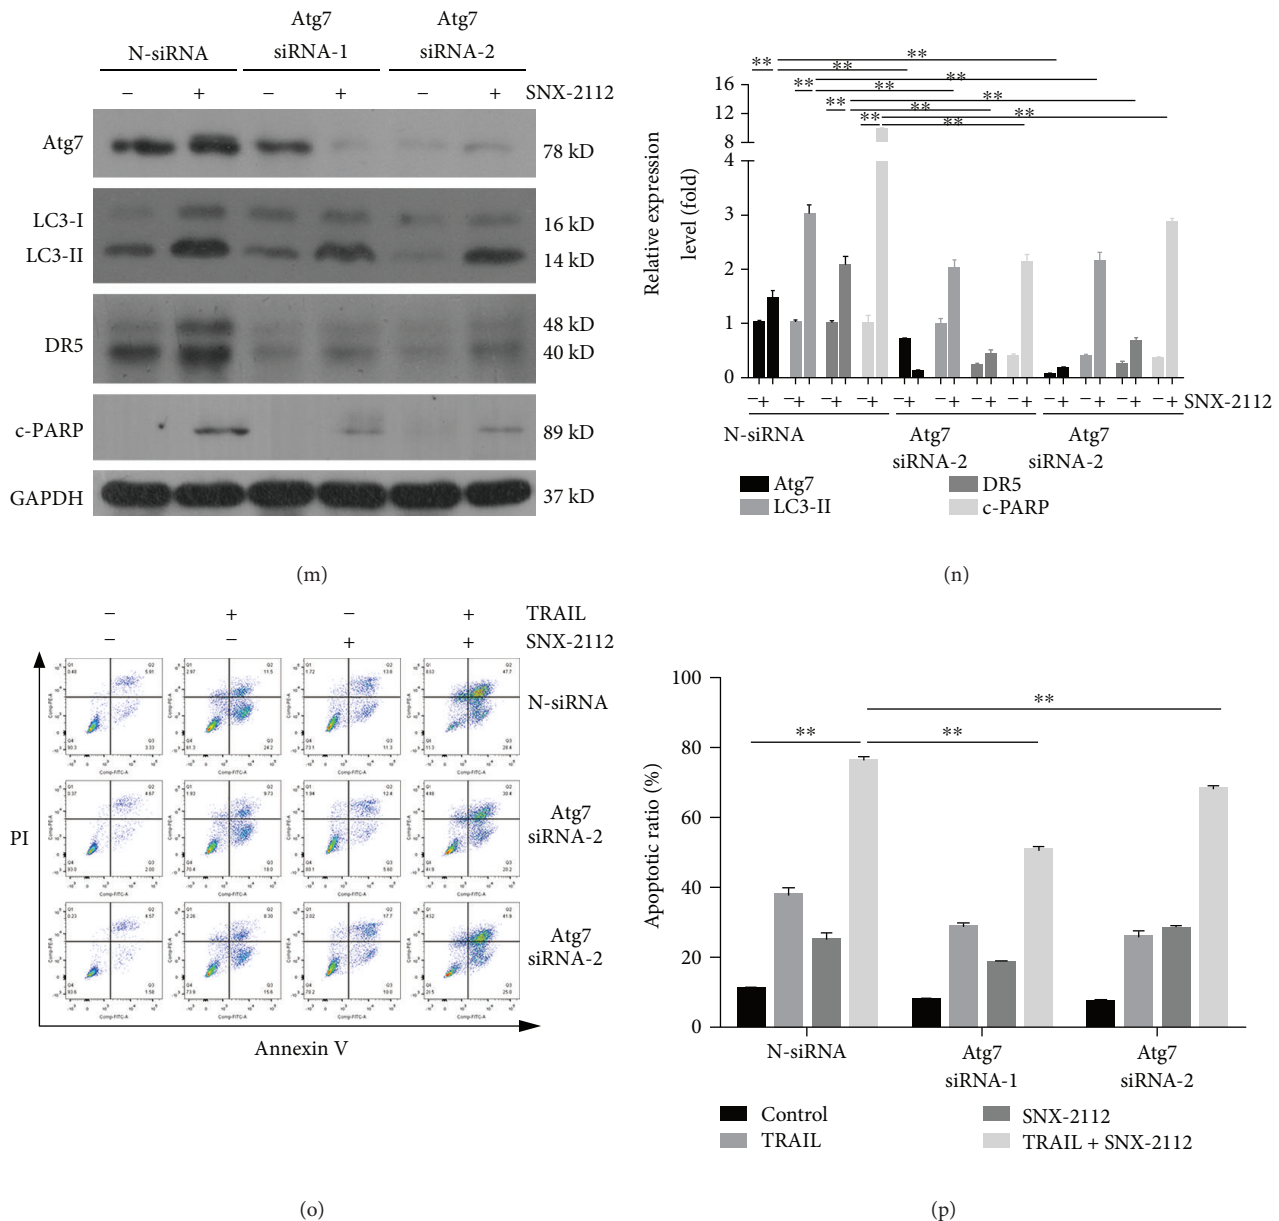 Atg7 Atg7
N-siRNA siRNA-1 siRNA-2
− + − + − + SNX-2112
Atg7 78 kD
LC3-I 16 kD
LC3-II 14 kD
DR5 48 kD
40 kD
c-PARP 89 kD
GAPDH 37 kD
(m)
** ** ** ** ** ** ** ** ** ** ** **
Relative expression
level (fold)
16
12
8
4
3
2
1
0
−+ −+ −+ −+ −+ −+ −+ −+ −+ −+ −+ −+ SNX-2112
N-siRNA Atg7 Atg7
siRNA-2 siRNA-2
Atg7 DR5
LC3-II c-PARP
(n)
− + − + TRAIL
− − + + SNX-2112
N-siRNA
Atg7
siRNA-2
Atg7
siRNA-2
PI
Annexin V
(o)
Apoptotic ratio (%)
100
80
60
40
20
0
** ** **
N-siRNA Atg7 Atg7
siRNA-1 siRNA-2
Control SNX-2112
TRAIL TRAIL + SNX-2112
(p)